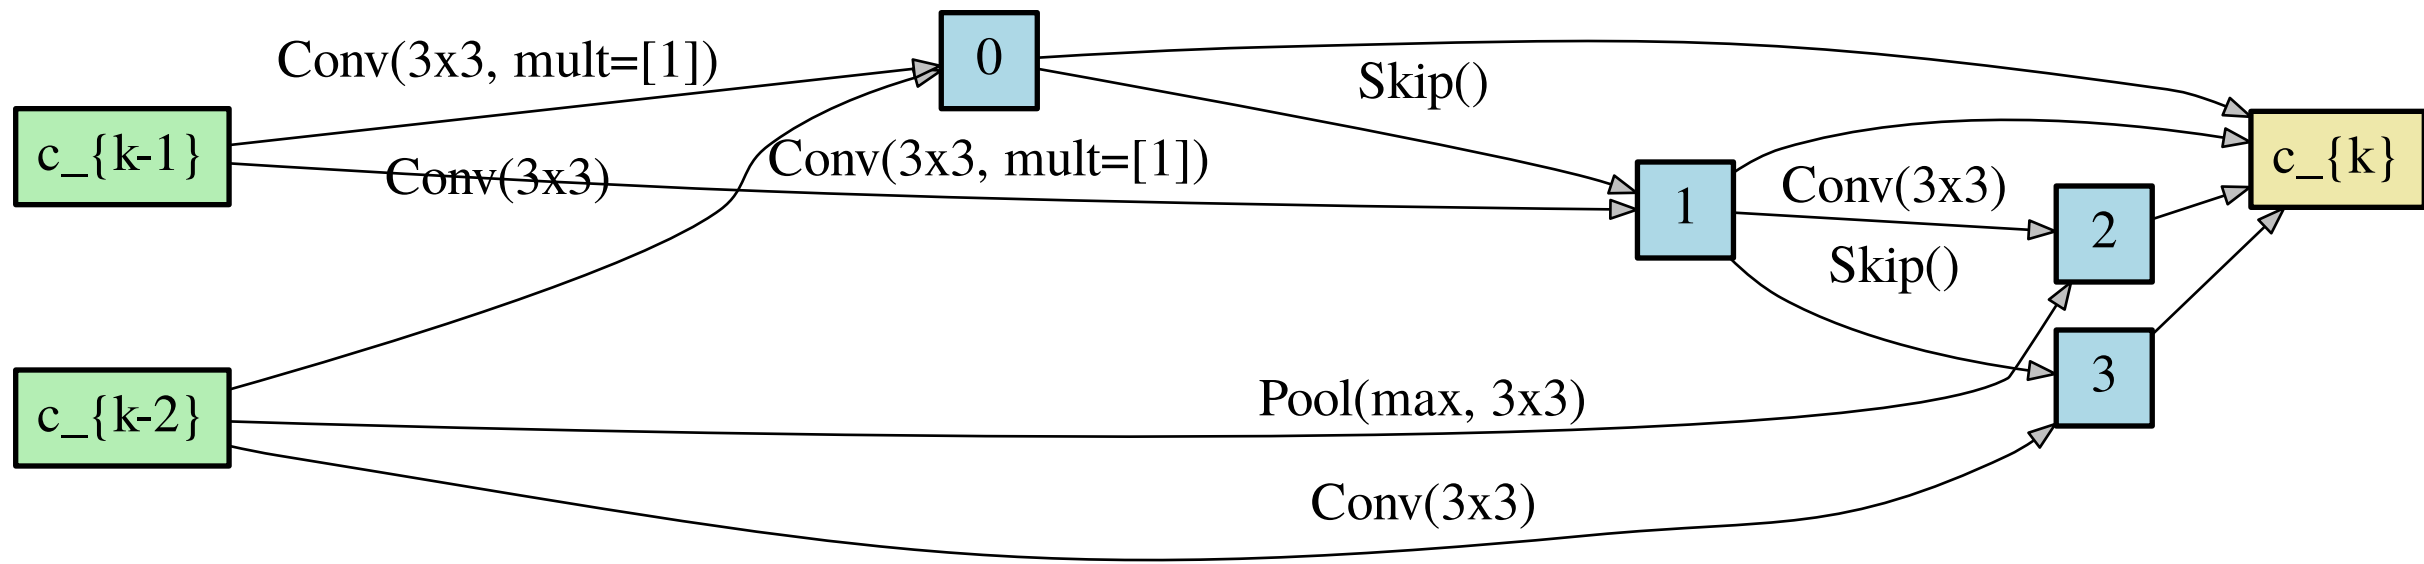 Conv(3x3, mult=[1])
0
Skip()
c_{k-1}
Conv(3x3)
Conv(3x3, mult=[1])
c_{k}
Conv(3x3)
1
2
Skip()
3
c_{k-2}
Pool(max, 3x3)
Conv(3x3)